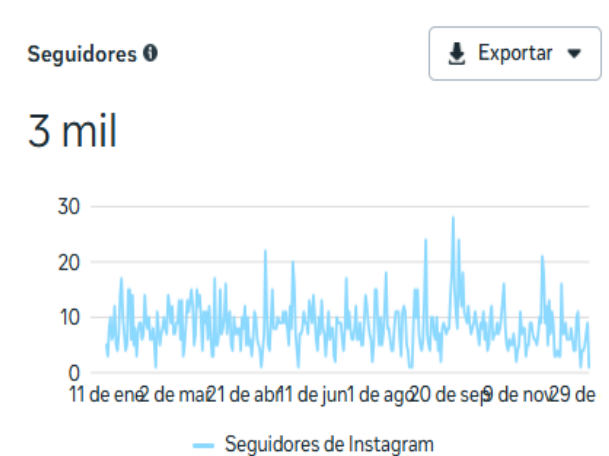 Seguidores
Exportar
3 mil
30
20
10
0
11 de ene 2 de mar 21 de abr 11 de jun 1 de ago 20 de sep 9 de nov 29 de
Seguidores de Instagram